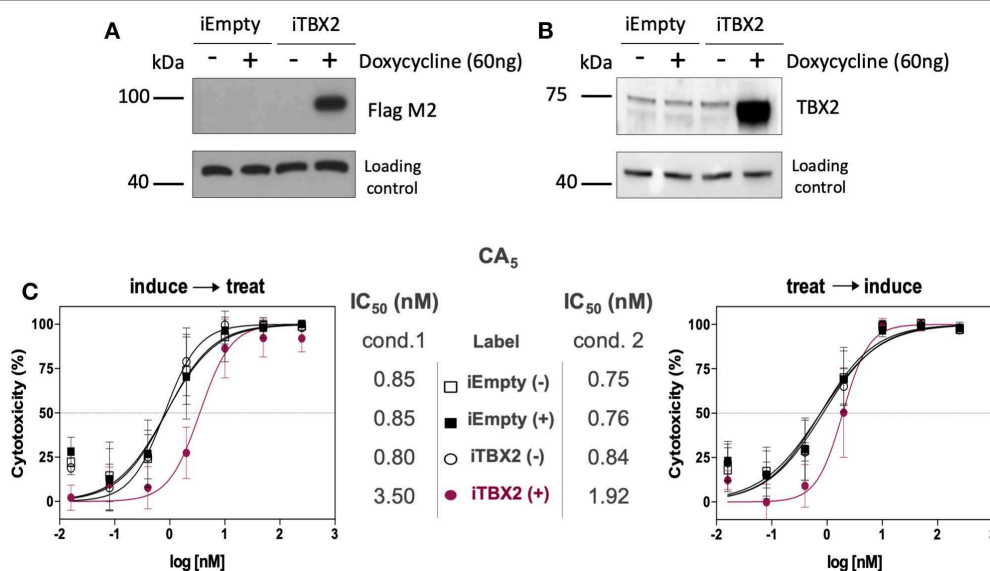 A
iEmpty iTBX2
kDa - + - + Doxycycline (60ng)
100
Flag M2
40
Loading
control
B
iEmpty iTBX2
kDa - + - + Doxycycline (60ng)
75
TBX2
40
Loading
control
CA5
C
induce → treat
Cytotoxicity (%)
100
75
50
25
0
-2 -1 0 1 2 3
log [nM]
IC50 (nM) IC50 (nM)
cond.1 Label cond. 2
0.85 iEmpty (-) 0.75
0.85 iEmpty (+) 0.76
0.80 iTBX2 (-) 0.84
3.50 iTBX2 (+) 1.92
treat → induce
Cytotoxicity (%)
100
75
50
25
0
-2 -1 0 1 2 3
log [nM]